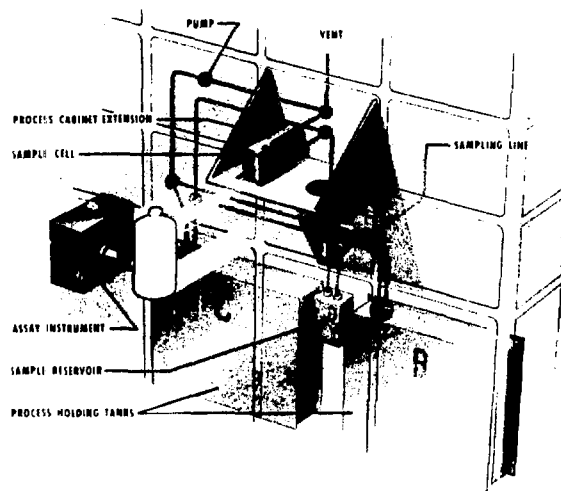 PUMP
VENT
PROCESS CABINET EXTENSION
SAMPLE CELL
SAMPLING LINE
ASSAY INSTRUMENT
SAMPLE RESERVOIR
PROCESS HOLDING TANKS